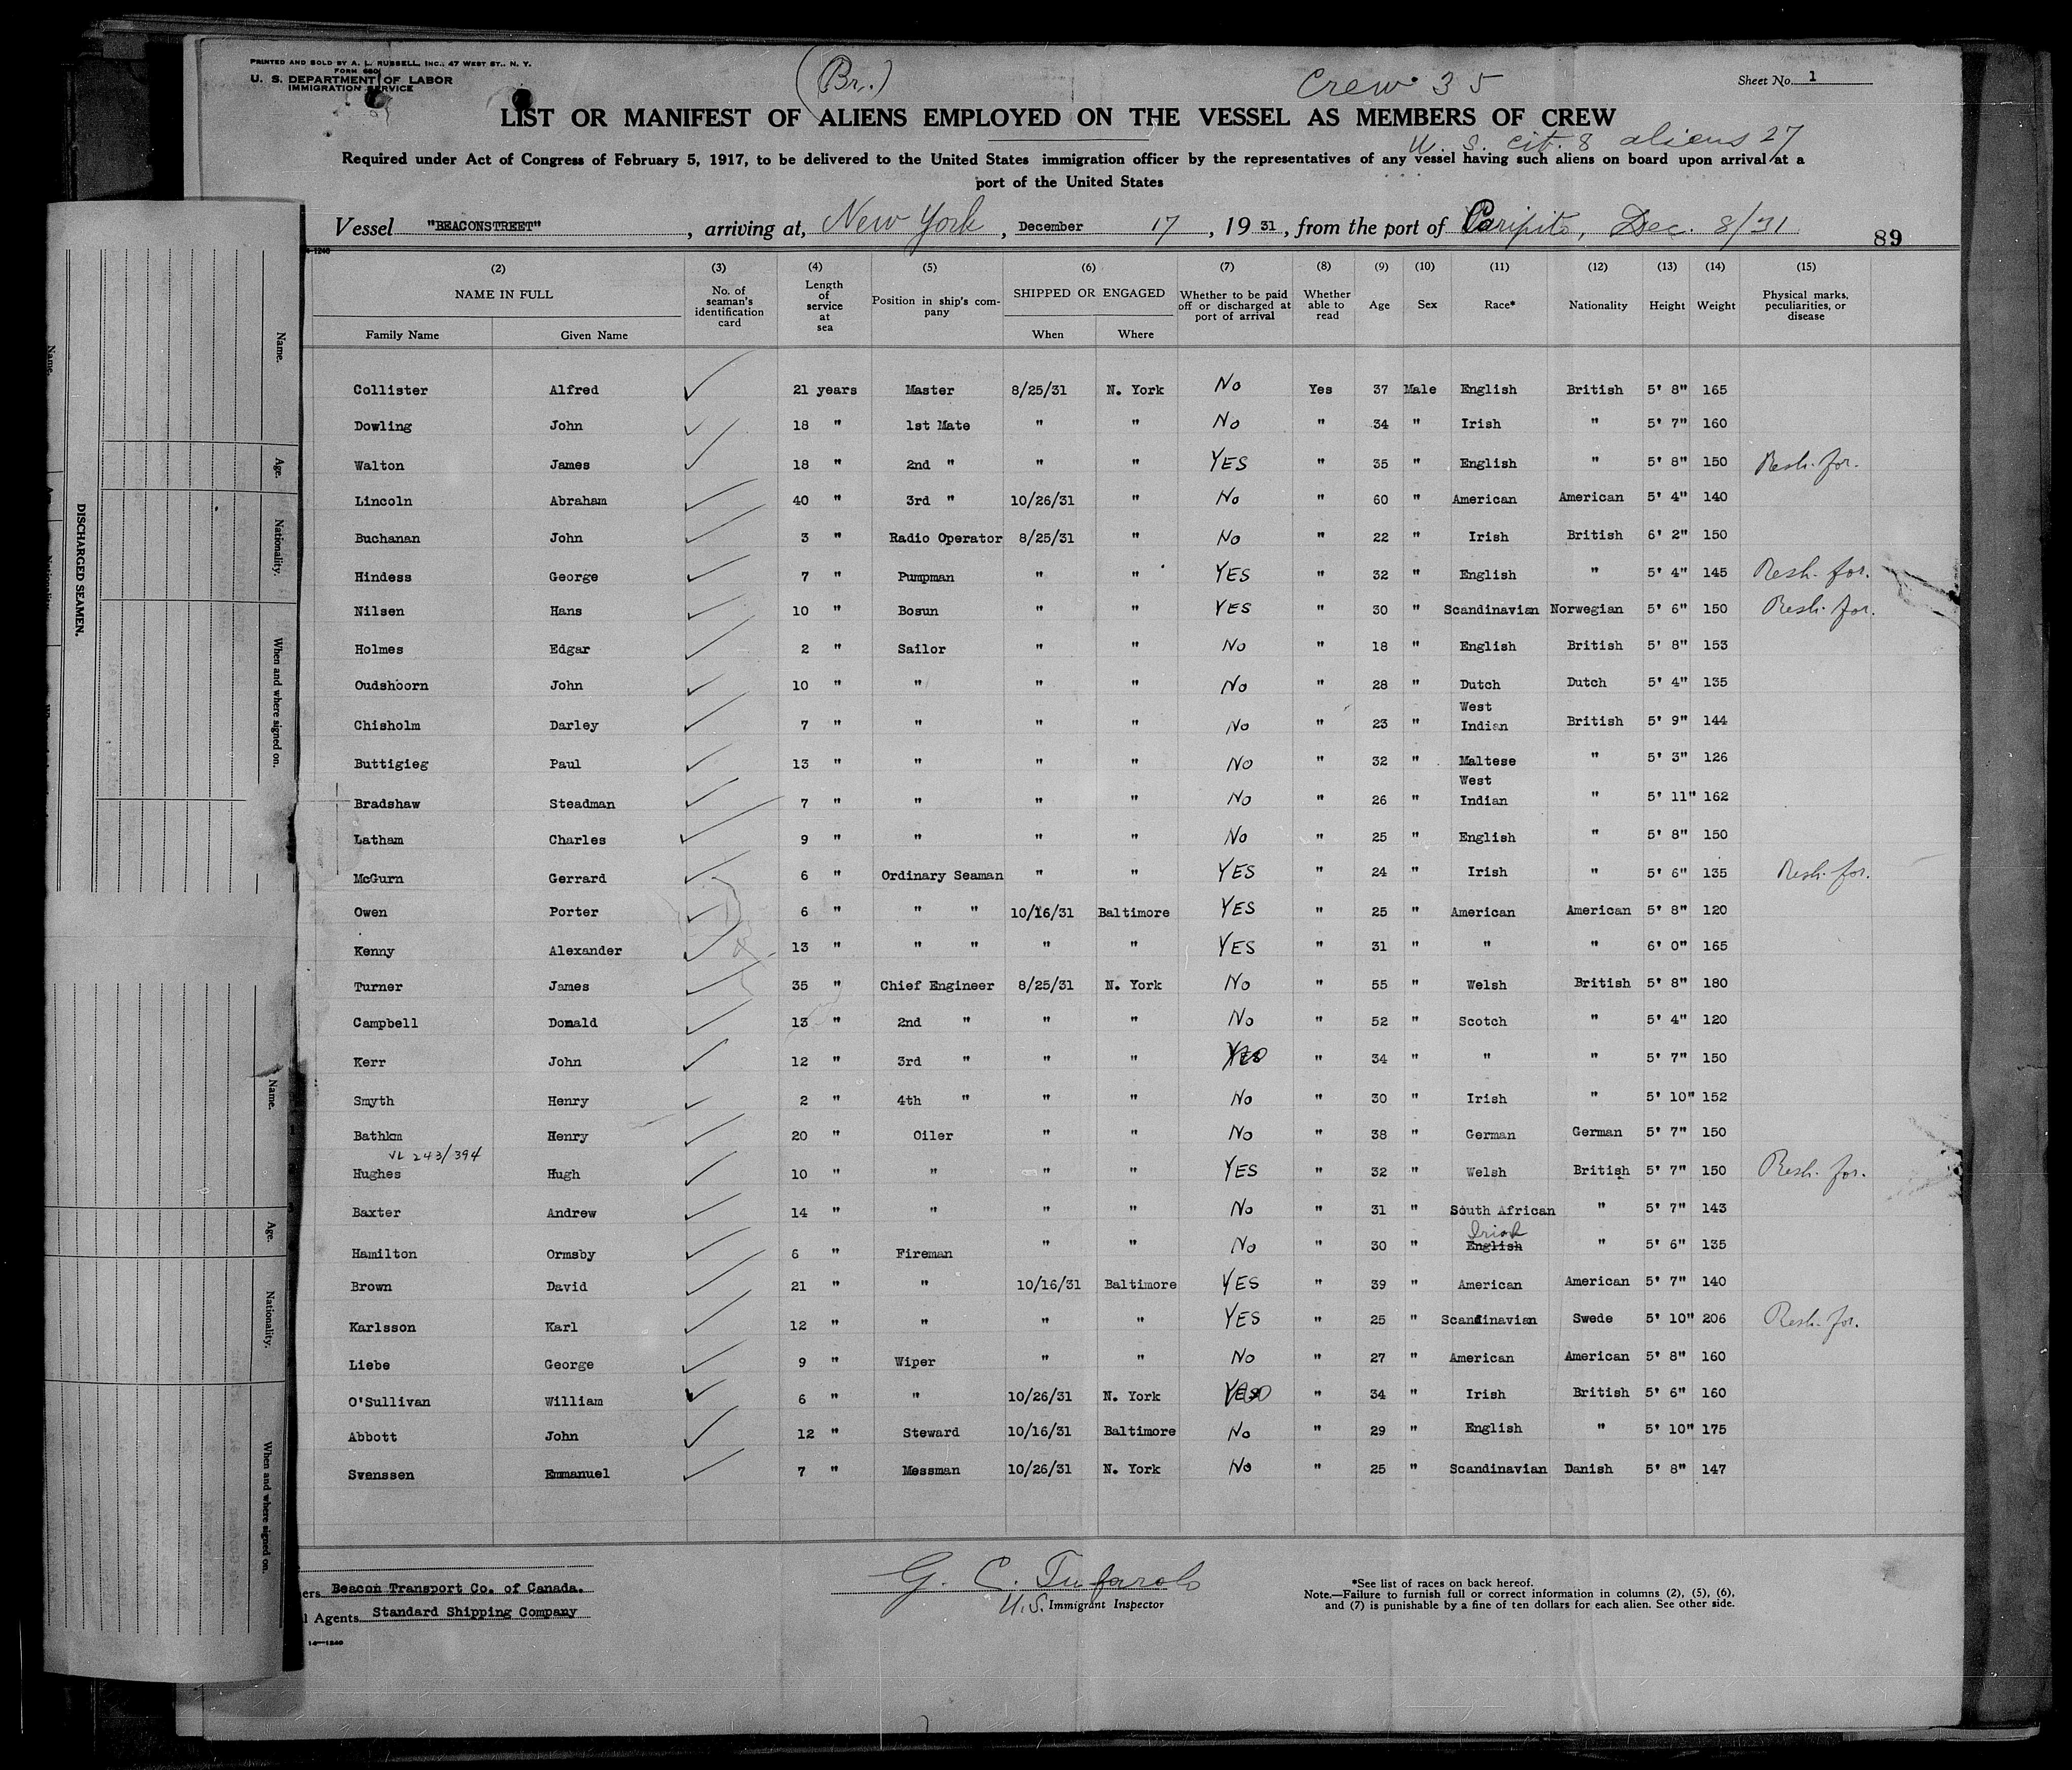 PRINTED AND SOLD BY A. L. RUSSELL, INC., 47 WEST ST., N. Y.
FORM 680
U. S. DEPARTMENT OF LABOR
IMMIGRATION SERVICE
(Br.)
Crew 35
Sheet No. 1
LIST OR MANIFEST OF ALIENS EMPLOYED ON THE VESSEL AS MEMBERS OF CREW
U. S. cit. 8 aliens 27
Required under Act of Congress of February 5, 1917, to be delivered to the United States immigration officer by the representatives of any vessel having such aliens on board upon arrival at a
port of the United States
Vessel "BEACONSTREET", arriving at, New York, December 17, 1931, from the port of Caripito, Dec. 8/31
89
(2) (3) (4) (5) (6) (7) (8) (9) (10) (11) (12) (13) (14) (15)
NAME IN FULL No. of seaman's identification card Length of service at sea Position in ship's company SHIPPED OR ENGAGED Whether to be paid off or discharged at port of arrival Whether able to read Age Sex Race* Nationality Height Weight Physical marks, peculiarities, or disease
Family Name Given Name When Where
Collister Alfred 21 years Master 8/25/31 N. York No Yes 37 Male English British 5' 8" 165
Dowling John 18 " 1st Mate " " No " 34 " Irish " 5' 7" 160
Walton James 18 " 2nd " " " YES " 35 " English " 5' 8" 150 Resh. for.
Lincoln Abraham 40 " 3rd " 10/26/31 " No " 60 " American American 5' 4" 140
Buchanan John 3 " Radio Operator 8/25/31 " No " 22 " Irish British 6' 2" 150
Hindess George 7 " Pumpman " " YES " 32 " English " 5' 4" 145 Resh. for.
Nilsen Hans 10 " Bosun " " YES " 30 " Scandinavian Norwegian 5' 6" 150 Resh. for.
Holmes Edgar 2 " Sailor " " No " 18 " English British 5' 8" 153
Oudshoorn John 10 " " " " No " 28 " Dutch Dutch 5' 4" 135
Chisholm Darley 7 " " " " No " 23 " West Indian British 5' 9" 144
Buttigieg Paul 13 " " " " No " 32 " Maltese " 5' 3" 126
Bradshaw Steadman 7 " " " " No " 26 " West Indian " 5' 11" 162
Latham Charles 9 " " " " No " 25 " English " 5' 8" 150
McGurn Gerrard 6 " Ordinary Seaman " " YES " 24 " Irish " 5' 6" 135 Resh. for.
Owen Porter 6 " " " 10/16/31 Baltimore YES " 25 " American American 5' 8" 120
Kenny Alexander 13 " " " " " YES " 31 " " " 6' 0" 165
Turner James 35 " Chief Engineer 8/25/31 N. York No " 55 " Welsh British 5' 8" 180
Campbell Donald 13 " 2nd " " " No " 52 " Scotch " 5' 4" 120
Kerr John 12 " 3rd " " " " 34 " " " 5' 7" 150
Smyth Henry 2 " 4th " " " No " 30 " Irish " 5' 10" 152
Bathkm Henry 20 " Oiler " " No " 38 " German German 5' 7" 150
VL 243/394
Hughes Hugh 10 " " " " YES " 32 " Welsh British 5' 7" 150 Resh. for.
Baxter Andrew 14 " " " " No " 31 " South African " 5' 7" 143
Irish
Hamilton Ormsby 6 " Fireman " " No " 30 " English " 5' 6" 135
Brown David 21 " " 10/16/31 Baltimore YES " 39 " American American 5' 7" 140
Karlsson Karl 12 " " " " YES " 25 " Scandinavian Swede 5' 10" 206 Resh. for.
Liebe George 9 " Wiper " " No " 27 " American American 5' 8" 160
O'Sullivan William 6 " " 10/26/31 N. York " 34 " Irish British 5' 6" 160
Abbott John 12 " Steward 10/16/31 Baltimore No " 29 " English " 5' 10" 175
Svenssen Emmanuel 7 " Messman 10/26/31 N. York No " 25 " Scandinavian Danish 5' 8" 147
ers Beacon Transport Co. of Canada.
l Agents Standard Shipping Company
14—1240
G. C. Tufarolo
U.S. Immigrant Inspector
*See list of races on back hereof.
Note.—Failure to furnish full or correct information in columns (2), (5), (6),
and (7) is punishable by a fine of ten dollars for each alien. See other side.
DISCHARGED SEAMEN.
Name.
Age.
Nationality.
When and where signed on.
Name.
Age.
Nationality.
When and where signed on.